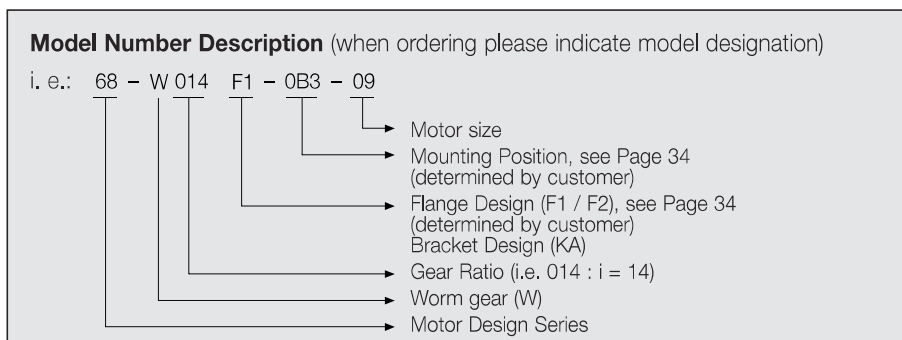 Model Number Description (when ordering please indicate model designation)
i. e.: 68 - W 014 F1 - 0B3 - 09
Motor size
Mounting Position, see Page 34
(determined by customer)
Flange Design (F1 / F2), see Page 34
(determined by customer)
Bracket Design (KA)
Gear Ratio (i.e. 014 : i = 14)
Worm gear (W)
Motor Design Series